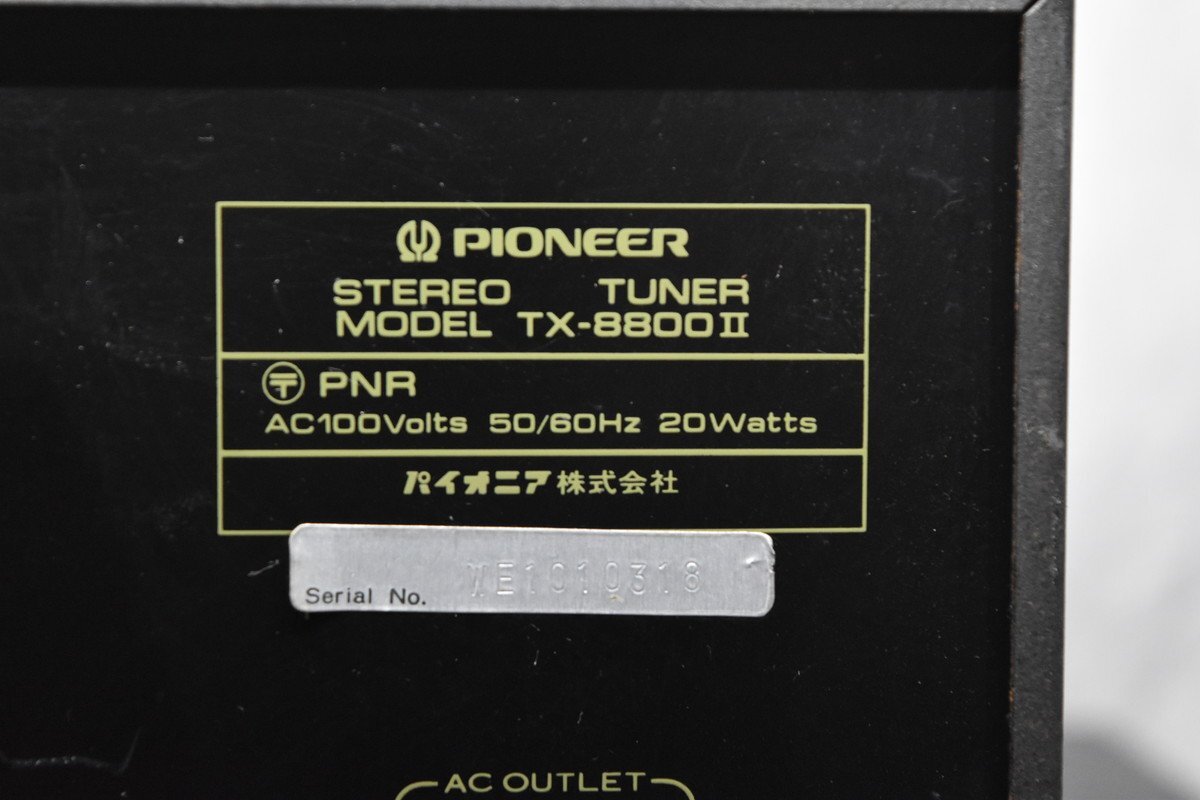 PIONEER
STEREO TUNER
MODEL TX-8800II
〒 PNR
AC100Volts 50/60Hz 20Watts
パイオニア株式会社
Serial No. WE1010318
AC OUTLET